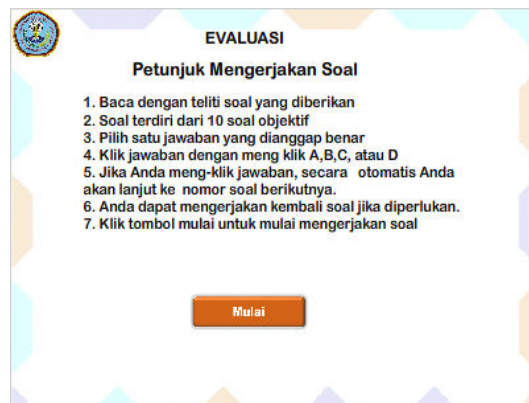 EVALUASI
Petunjuk Mengerjakan Soal
1. Baca dengan teliti soal yang diberikan
2. Soal terdiri dari 10 soal objektif
3. Pilih satu jawaban yang dianggap benar
4. Klik jawaban dengan meng klik A,B,C, atau D
5. Jika Anda meng-klik jawaban, secara otomatis Anda
akan lanjut ke nomor soal berikutnya.
6. Anda dapat mengerjakan kembali soal jika diperlukan.
7. Klik tombol mulai untuk mulai mengerjakan soal
Mulai